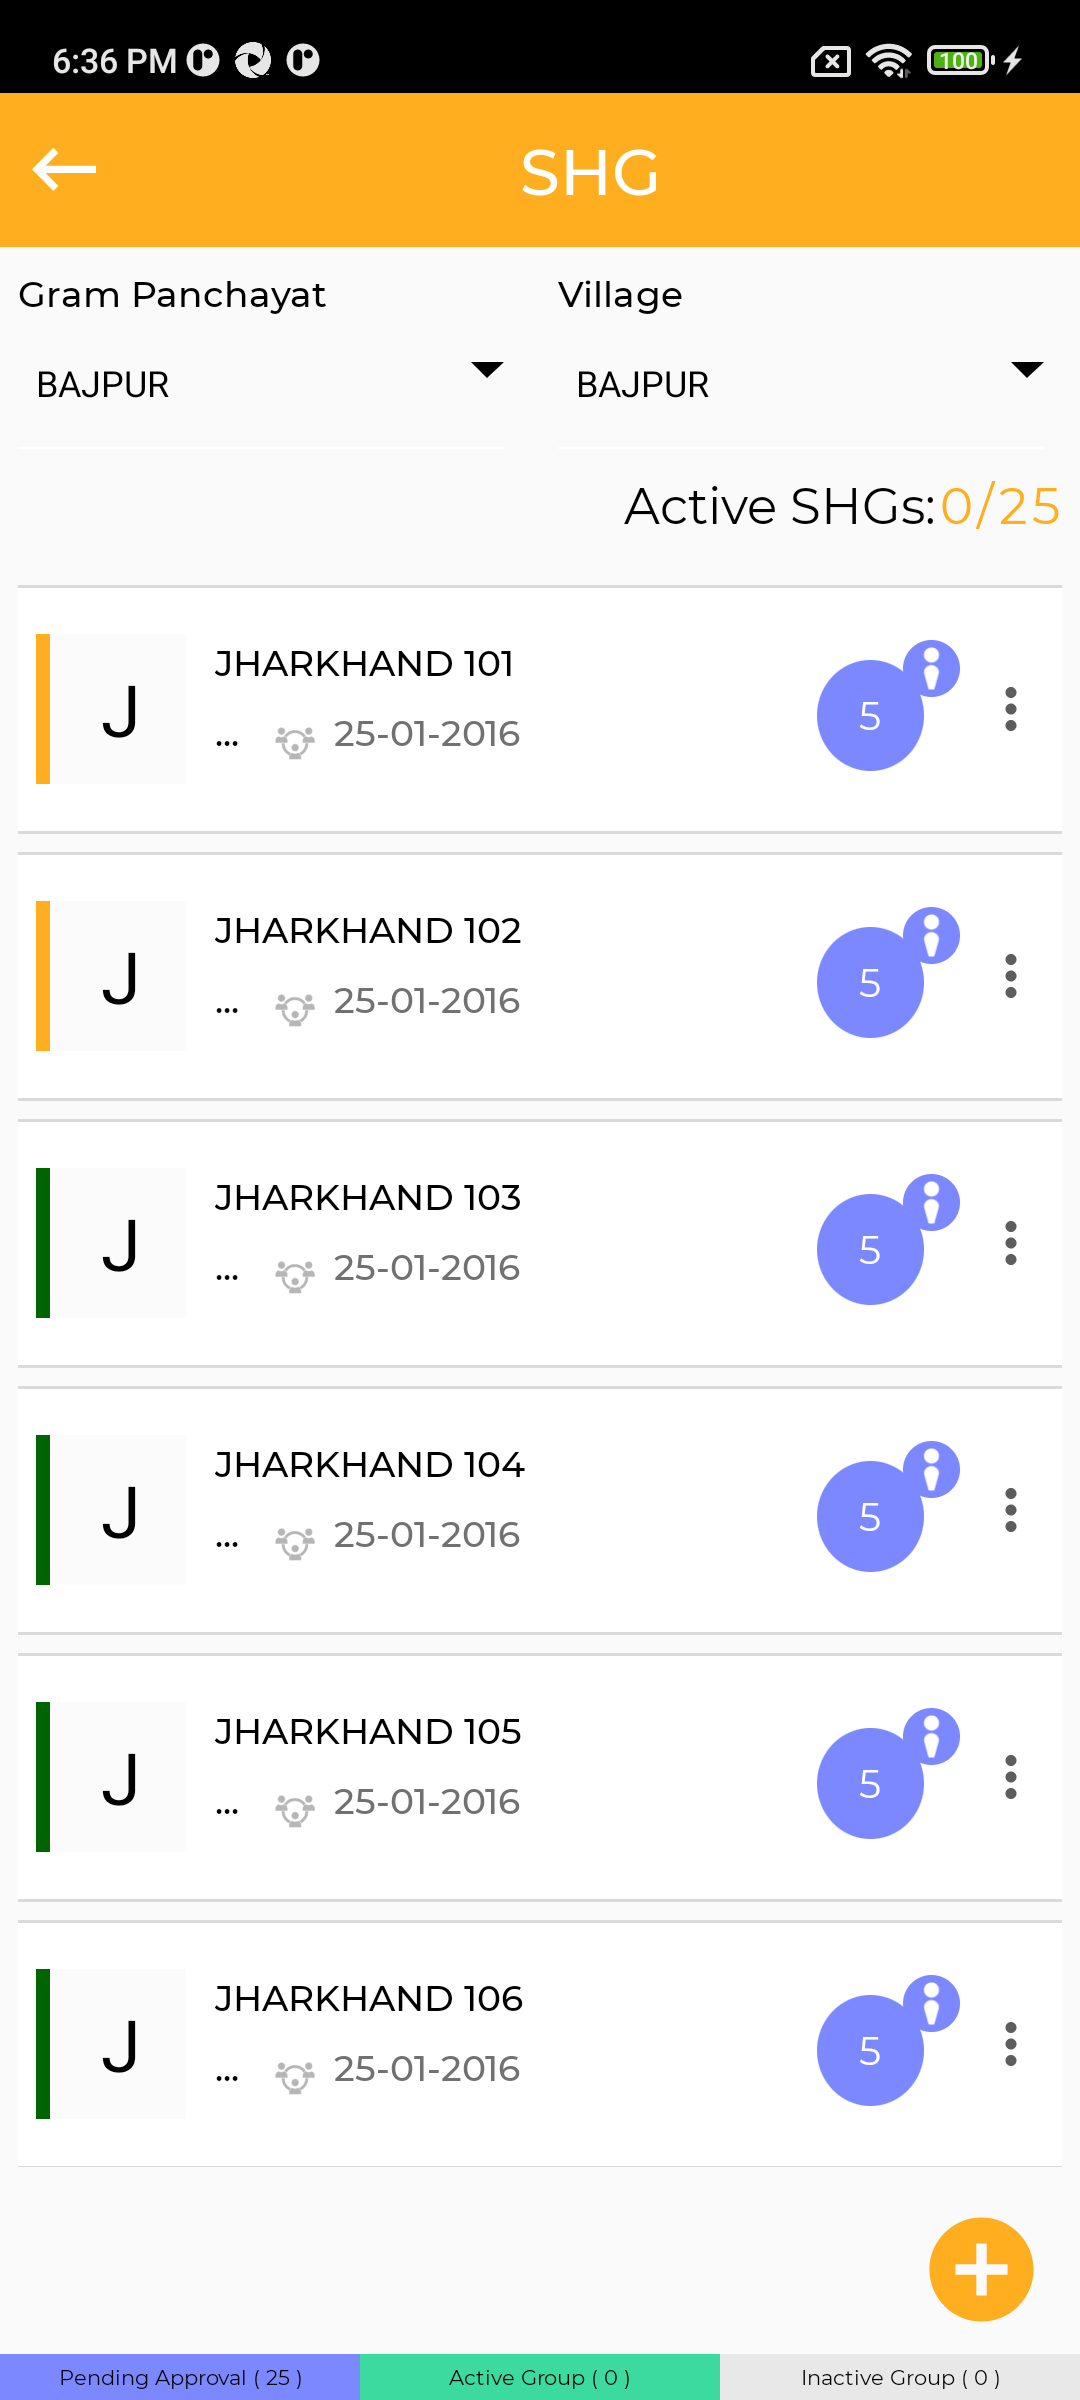 6:36 PM
100
SHG
Gram Panchayat
Village
BAJPUR
BAJPUR
Active SHGs:0/25
J
JHARKHAND 101
... 25-01-2016
5
J
JHARKHAND 102
... 25-01-2016
5
J
JHARKHAND 103
... 25-01-2016
5
J
JHARKHAND 104
... 25-01-2016
5
J
JHARKHAND 105
... 25-01-2016
5
J
JHARKHAND 106
... 25-01-2016
5
Pending Approval ( 25 )
Active Group ( 0 )
Inactive Group ( 0 )